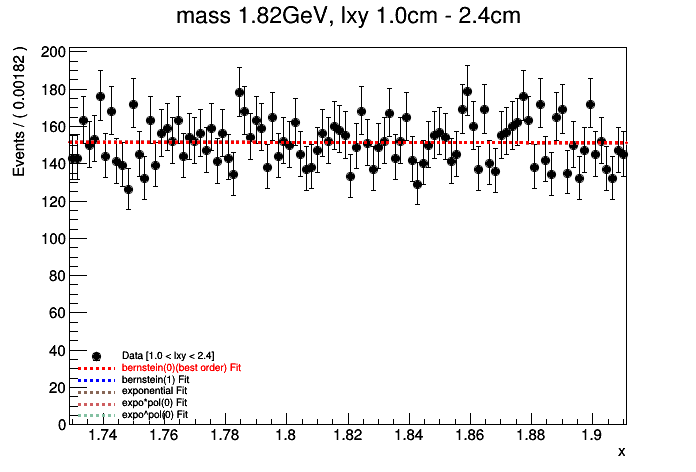 mass 1.82GeV, lxy 1.0cm - 2.4cm
Events / ( 0.00182 )
200
180
160
140
120
100
80
60
40
20
0
Data [1.0 < lxy < 2.4]
bernstein(0)(best order) Fit
bernstein(1) Fit
exponential Fit
expo*pol(0) Fit
expo^pol(0) Fit
1.74 1.76 1.78 1.8 1.82 1.84 1.86 1.88 1.9
x